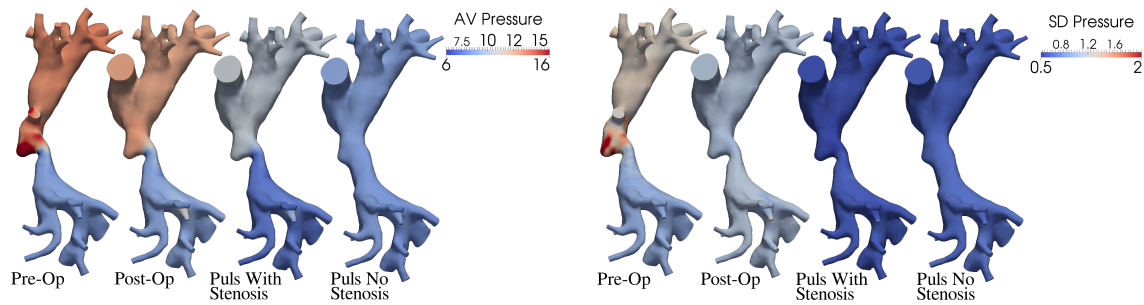 AV Pressure
7.5 10 12 15
6 16
Pre-Op
Post-Op
Puls With
Stenosis
Puls No
Stenosis
SD Pressure
0.8 1.2 1.6
0.5 2
Pre-Op
Post-Op
Puls With
Stenosis
Puls No
Stenosis